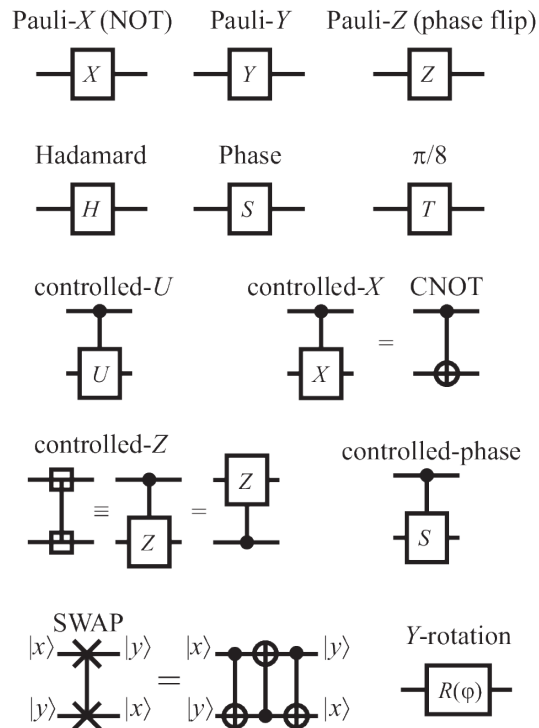 Pauli-X (NOT) Pauli-Y Pauli-Z (phase flip)
X Y Z
Hadamard Phase π/8
H S T
controlled-U controlled-X CNOT
U X =
controlled-Z controlled-phase
≡ Z = Z S
SWAP Y-rotation
|x⟩ |y⟩ = |x⟩ |y⟩
R(φ)
|y⟩ |x⟩ |y⟩ |x⟩